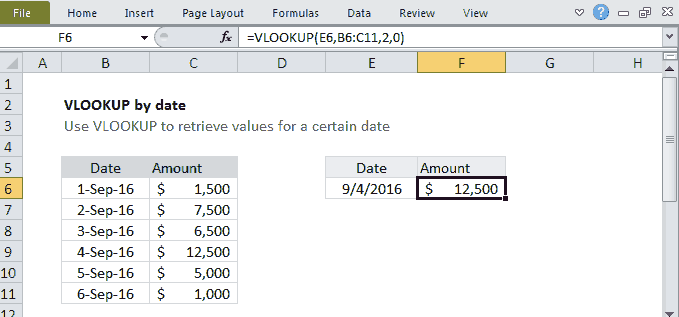 File Home Insert Page Layout Formulas Data Review View ?
F6 fx =VLOOKUP(E6,B6:C11,2,0)
A B C D E F G H
1
2 VLOOKUP by date
3 Use VLOOKUP to retrieve values for a certain date
4
5 Date Amount Date Amount
6 1-Sep-16 $ 1,500 9/4/2016 $ 12,500
7 2-Sep-16 $ 7,500
8 3-Sep-16 $ 6,500
9 4-Sep-16 $ 12,500
10 5-Sep-16 $ 5,000
11 6-Sep-16 $ 1,000
12